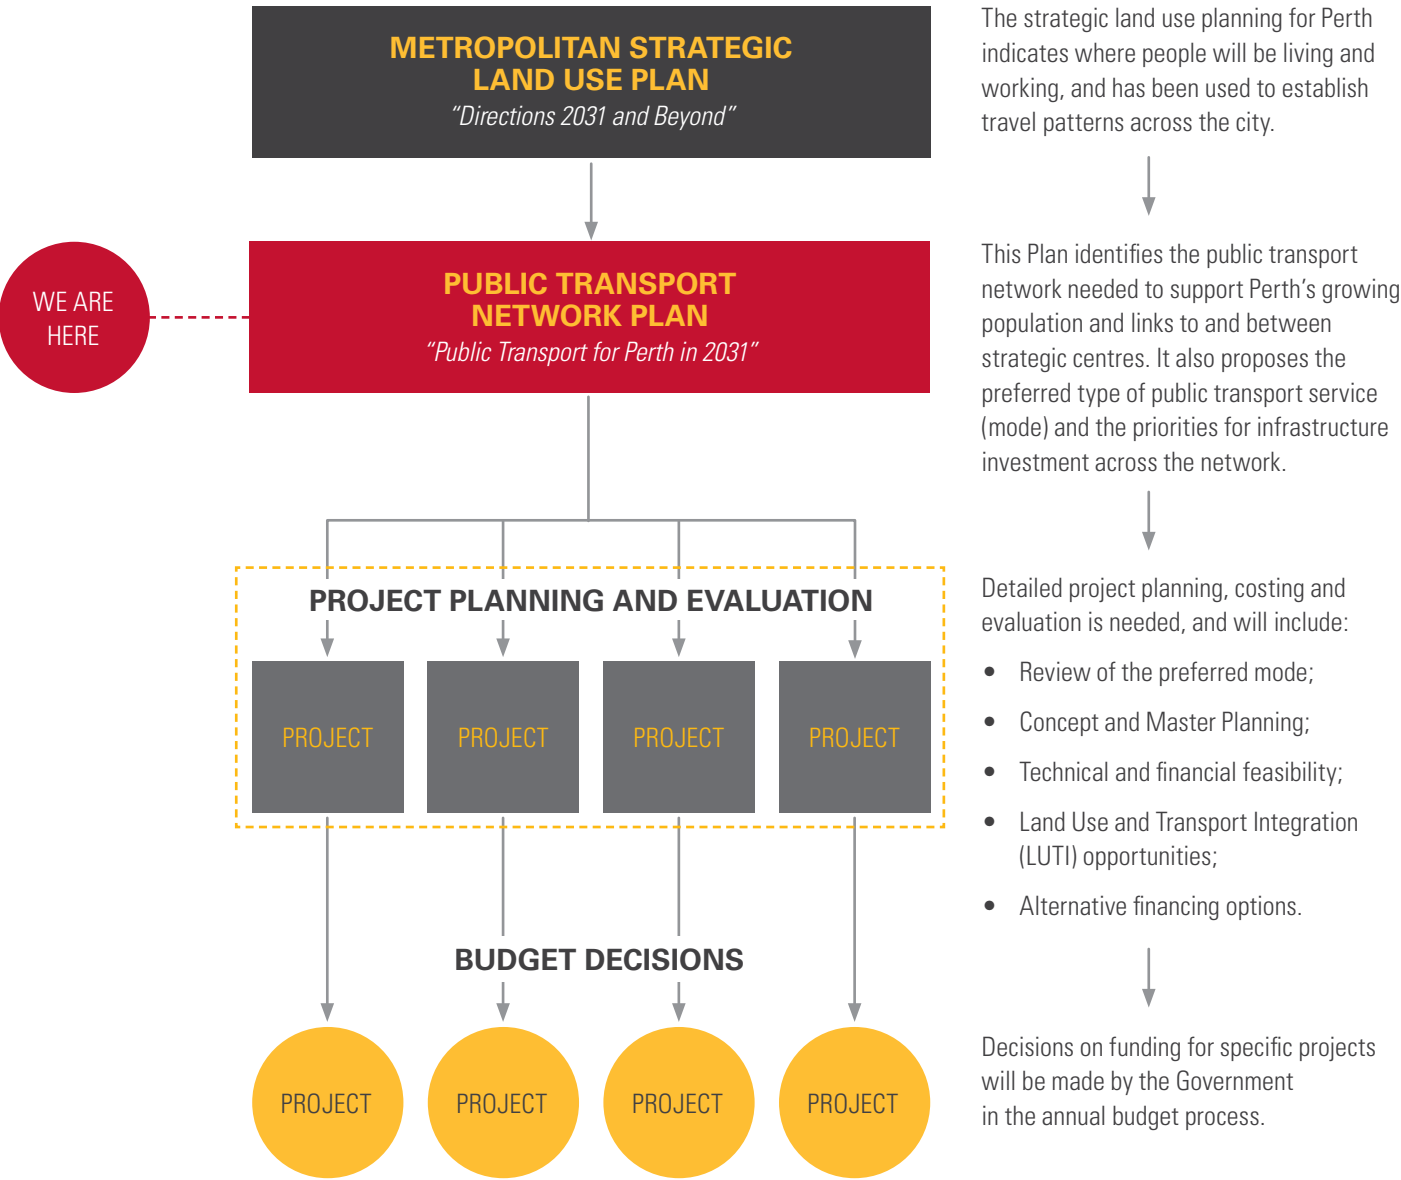 METROPOLITAN STRATEGIC
LAND USE PLAN
“Directions 2031 and Beyond”
The strategic land use planning for Perth
indicates where people will be living and
working, and has been used to establish
travel patterns across the city.
WE ARE
HERE
PUBLIC TRANSPORT
NETWORK PLAN
“Public Transport for Perth in 2031”
This Plan identifies the public transport
network needed to support Perth’s growing
population and links to and between
strategic centres. It also proposes the
preferred type of public transport service
(mode) and the priorities for infrastructure
investment across the network.
PROJECT PLANNING AND EVALUATION
PROJECT
PROJECT
PROJECT
PROJECT
Detailed project planning, costing and
evaluation is needed, and will include:
• Review of the preferred mode;
• Concept and Master Planning;
• Technical and financial feasibility;
• Land Use and Transport Integration
(LUTI) opportunities;
• Alternative financing options.
BUDGET DECISIONS
PROJECT
PROJECT
PROJECT
PROJECT
Decisions on funding for specific projects
will be made by the Government
in the annual budget process.